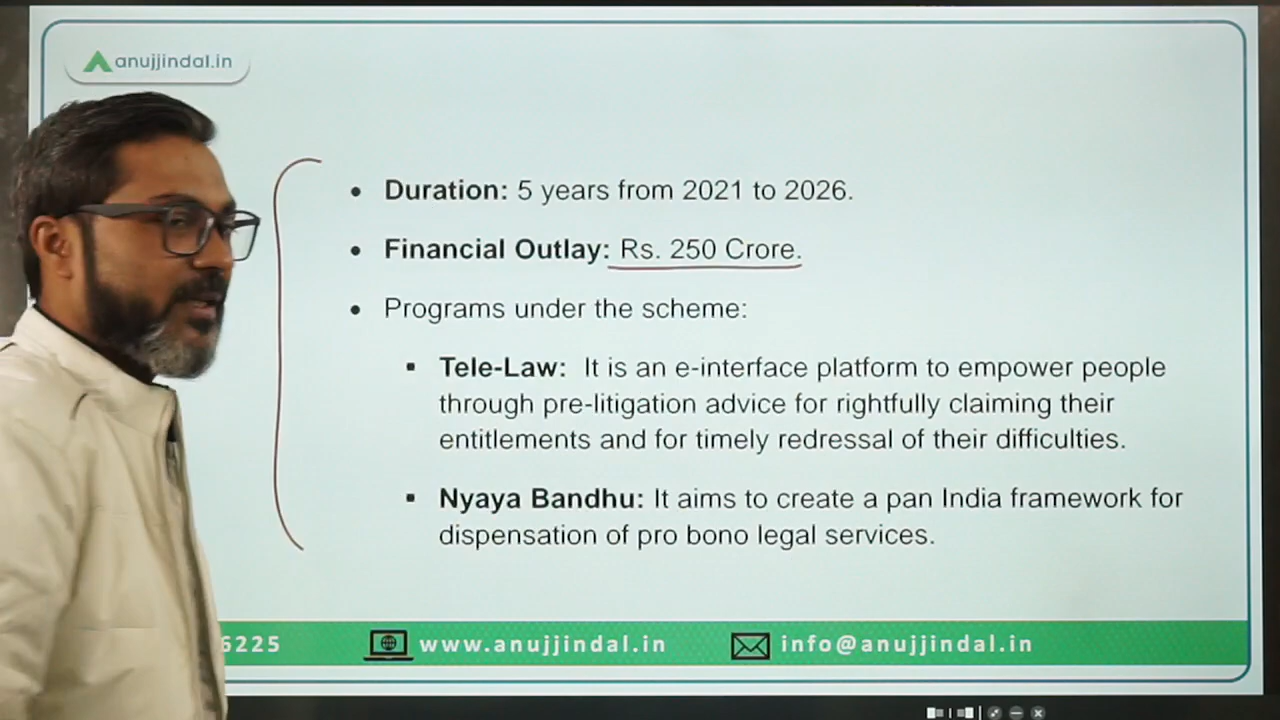 anujjindal.in
• Duration: 5 years from 2021 to 2026.
• Financial Outlay: Rs. 250 Crore.
• Programs under the scheme:
▪ Tele-Law: It is an e-interface platform to empower people
through pre-litigation advice for rightfully claiming their
entitlements and for timely redressal of their difficulties.
▪ Nyaya Bandhu: It aims to create a pan India framework for
dispensation of pro bono legal services.
6225 www.anujjindal.in info@anujjindal.in